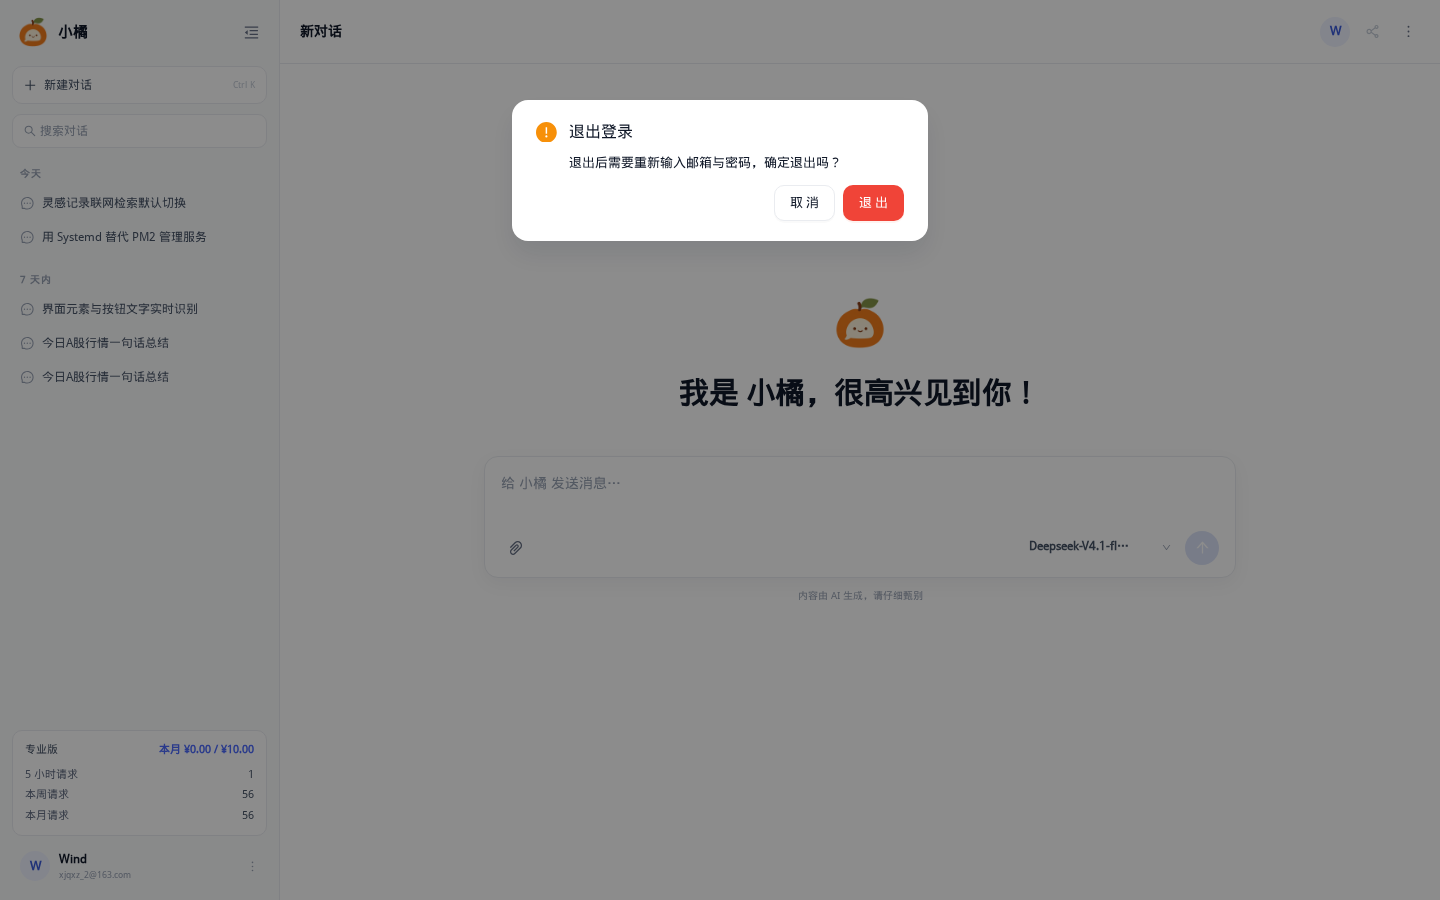 小橘
新建对话 Ctrl K
搜索对话
今天
灵感记录联网检索默认切换
用 Systemd 替代 PM2 管理服务
7 天内
界面元素与按钮文字实时识别
今日A股行情一句话总结
今日A股行情一句话总结
专业版 本月 ¥0.00 / ¥10.00
5 小时请求 1
本周请求 56
本月请求 56
W
Wind
xjqxz_2@163.com
新对话
W
退出登录
退出后需要重新输入邮箱与密码，确定退出吗？
取 消
退 出
我是 小橘，很高兴见到你！
给 小橘 发送消息…
Deepseek-V4.1-fl…
内容由 AI 生成，请仔细甄别